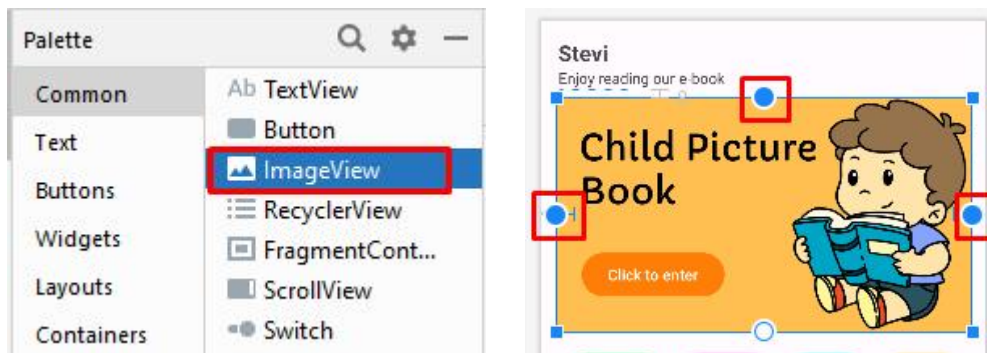 Palette
Common
Text
Buttons
Widgets
Layouts
Containers
Ab TextView
Button
ImageView
RecyclerView
FragmentCont...
ScrollView
Switch
Stevi
Enjoy reading our e-book
Child Picture
Book
Click to enter